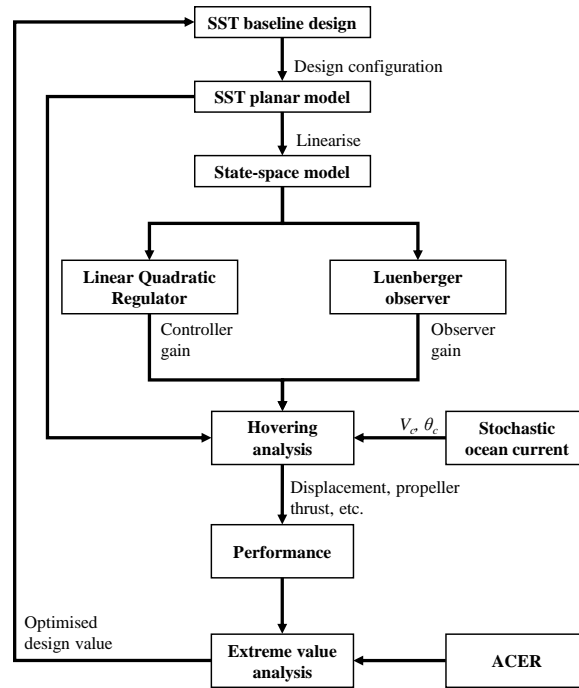 SST baseline design
Design configuration
SST planar model
Linearise
State-space model
Linear Quadratic
Regulator
Luenberger
observer
Controller
gain
Observer
gain
Hovering
analysis
V_c, θ_c
Stochastic
ocean current
Displacement, propeller
thrust, etc.
Performance
Optimised
design value
Extreme value
analysis
ACER